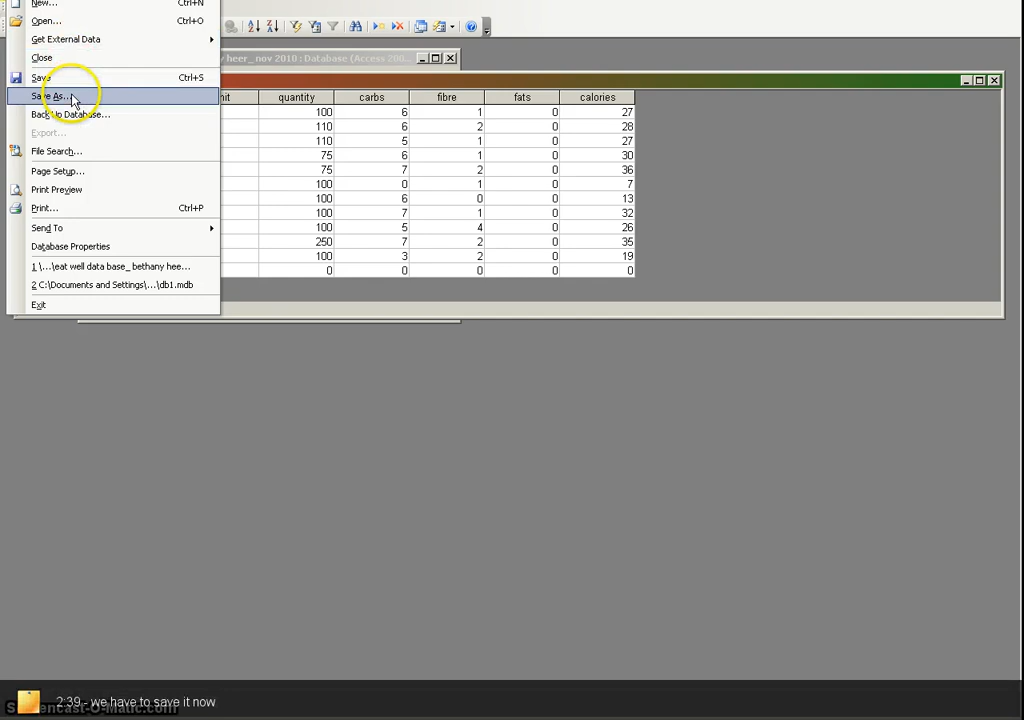 New... Ctrl+N
Open... Ctrl+O
Get External Data
heer_ nov 2010 : Database (Access 200...
Close
Save Ctrl+S
Save As...
quantity carbs fibre fats calories
100 6 1 0 27
Back Up Database...
110 6 2 0 28
Export...
110 5 1 0 27
File Search...
75 6 1 0 30
Page Setup...
75 7 2 0 36
Print Preview
100 0 1 0 7
100 6 0 0 13
Print... Ctrl+P
100 7 1 0 32
Send To
100 5 4 0 26
Database Properties
250 7 2 0 35
100 3 2 0 19
1 \...\eat well data base_ bethany hee...
0 0 0 0 0
2 C:\Documents and Settings\...\db1.mdb
Exit
2:39 - we have to save it now